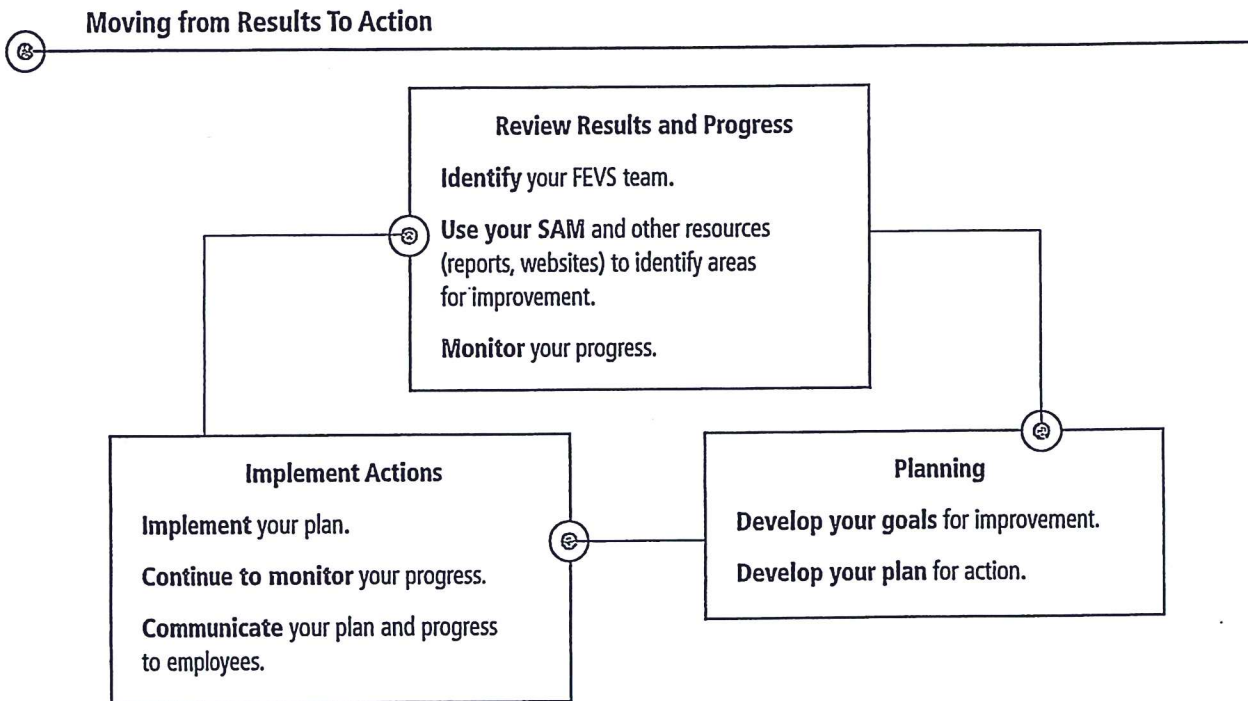 Moving from Results To Action
Review Results and Progress
Identify your FEVS team.
Use your SAM and other resources
(reports, websites) to identify areas
for improvement.
Monitor your progress.
Implement Actions
Implement your plan.
Continue to monitor your progress.
Communicate your plan and progress
to employees.
Planning
Develop your goals for improvement.
Develop your plan for action.